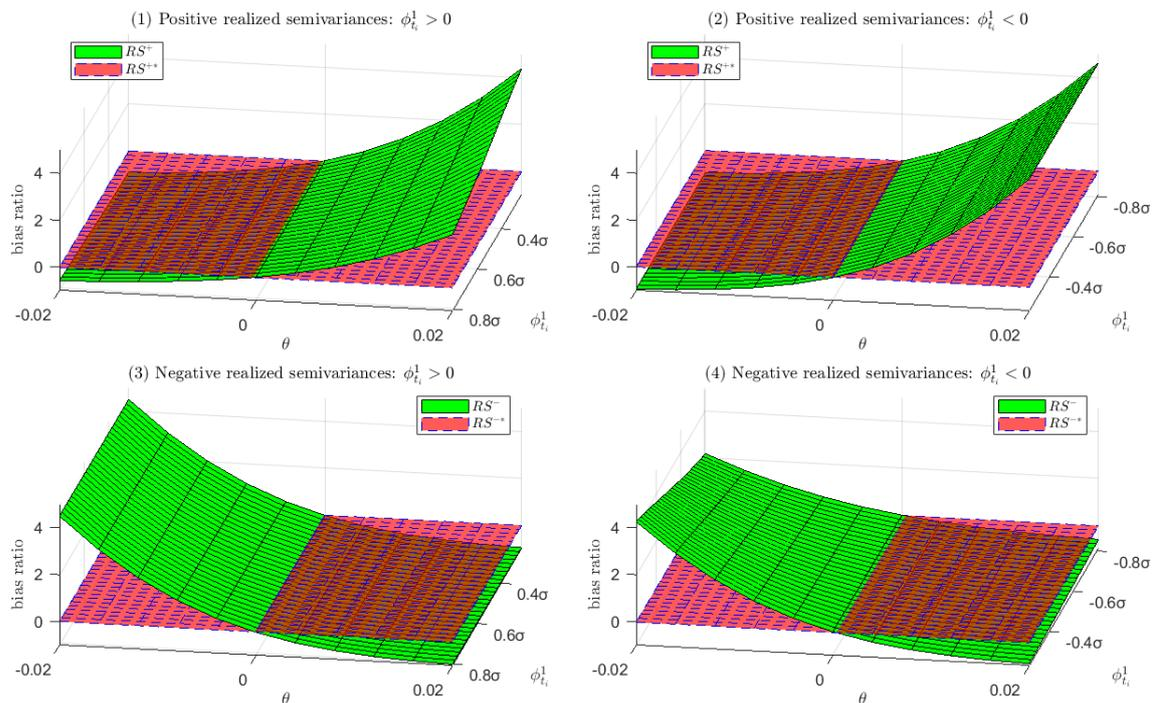 (1) Positive realized semivariances: $\phi^1_{t_i} > 0$
RS⁺
RS⁺*
bias ratio
4
2
0
-0.02
0
0.02
θ
0.4σ
0.6σ
0.8σ
$\phi^1_{t_i}$
(2) Positive realized semivariances: $\phi^1_{t_i} < 0$
RS⁺
RS⁺*
bias ratio
4
2
0
-0.02
0
0.02
θ
-0.8σ
-0.6σ
-0.4σ
$\phi^1_{t_i}$
(3) Negative realized semivariances: $\phi^1_{t_i} > 0$
RS⁻
RS⁻*
bias ratio
4
2
0
-0.02
0
0.02
θ
0.4σ
0.6σ
0.8σ
$\phi^1_{t_i}$
(4) Negative realized semivariances: $\phi^1_{t_i} < 0$
RS⁻
RS⁻*
bias ratio
4
2
0
-0.02
0
0.02
θ
-0.8σ
-0.6σ
-0.4σ
$\phi^1_{t_i}$